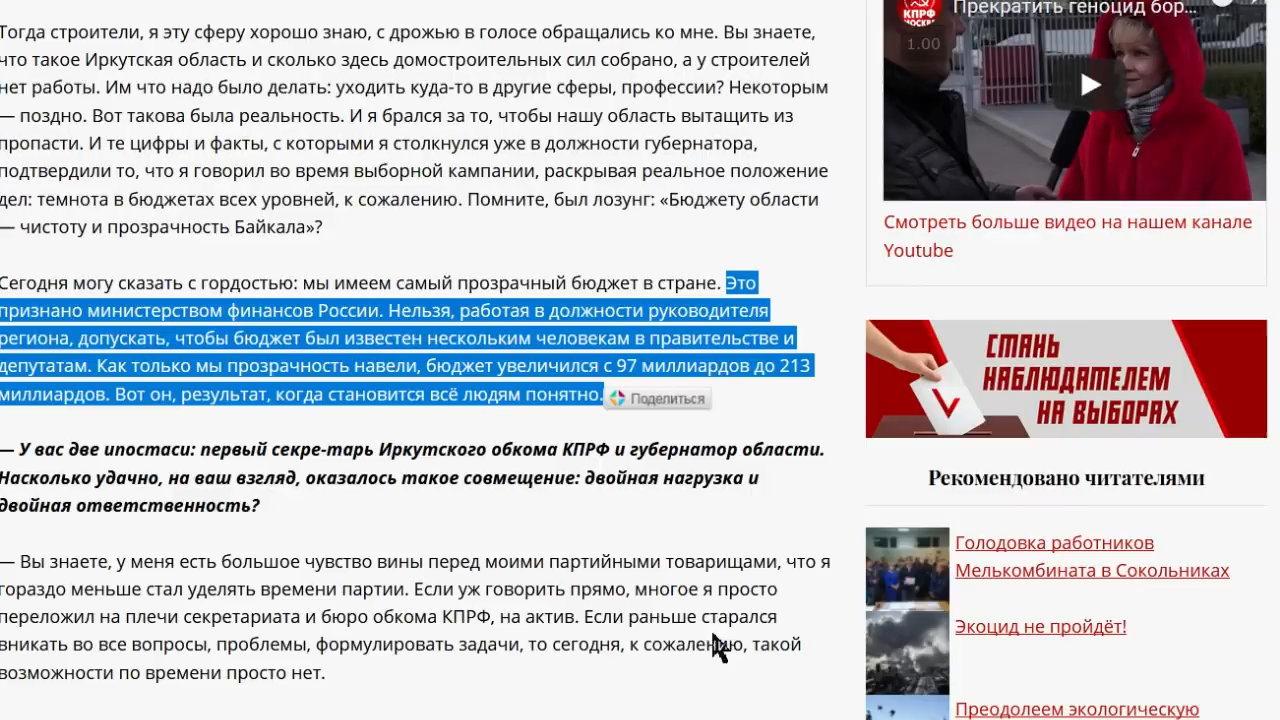 Тогда строители, я эту сферу хорошо знаю, с дрожью в голосе обращались ко мне. Вы знаете,
что такое Иркутская область и сколько здесь домостроительных сил собрано, а у строителей
нет работы. Им что надо было делать: уходить куда-то в другие сферы, профессии? Некоторым
— поздно. Вот такова была реальность. И я брался за то, чтобы нашу область вытащить из
пропасти. И те цифры и факты, с которыми я столкнулся уже в должности губернатора,
подтвердили то, что я говорил во время выборной кампании, раскрывая реальное положение
дел: темнота в бюджетах всех уровней, к сожалению. Помните, был лозунг: «Бюджету области
— чистоту и прозрачность Байкала»?
Сегодня могу сказать с гордостью: мы имеем самый прозрачный бюджет в стране. Это
признано министерством финансов России. Нельзя, работая в должности руководителя
региона, допускать, чтобы бюджет был известен нескольким человекам в правительстве и
депутатам. Как только мы прозрачность навели, бюджет увеличился с 97 миллиардов до 213
миллиардов. Вот он, результат, когда становится всё людям понятно.
Поделиться
— У вас две ипостаси: первый секре-тарь Иркутского обкома КПРФ и губернатор области.
Насколько удачно, на ваш взгляд, оказалось такое совмещение: двойная нагрузка и
двойная ответственность?
— Вы знаете, у меня есть большое чувство вины перед моими партийными товарищами, что я
гораздо меньше стал уделять времени партии. Если уж говорить прямо, многое я просто
переложил на плечи секретариата и бюро обкома КПРФ, на актив. Если раньше старался
вникать во все вопросы, проблемы, формулировать задачи, то сегодня, к сожалению, такой
возможности по времени просто нет.
КПРФ
МОСКВА
Прекратить геноцид бор...
1.00
Смотреть больше видео на нашем канале
Youtube
СТАНЬ
НАБЛЮДАТЕЛЕМ
НА ВЫБОРАХ
Рекомендовано читателями
Голодовка работников
Мелькомбината в Сокольниках
Экоцид не пройдёт!
Преодолеем экологическую